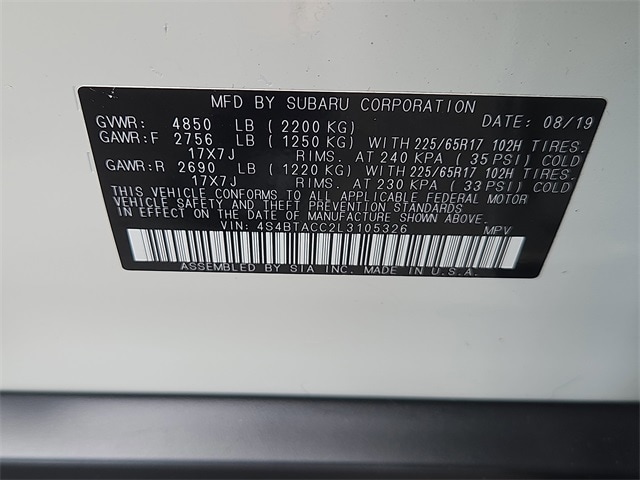 MFD BY SUBARU CORPORATION DATE: 08/19
GVWR: 4850 LB (2200 KG)
GAWR:F 2756 LB (1250 KG) WITH 225/65R17 102H TIRES.
17X7J RIMS. AT 240 KPA (35 PSI) COLD
GAWR:R 2690 LB (1220 KG) WITH 225/65R17 102H TIRES.
17X7J RIMS. AT 230 KPA (33 PSI) COLD
THIS VEHICLE CONFORMS TO ALL APPLICABLE FEDERAL MOTOR
VEHICLE SAFETY, BUMPER, AND THEFT PREVENTION STANDARDS
IN EFFECT ON THE DATE OF MANUFACTURE SHOWN ABOVE.
VIN: 4S4BTACC2L3105326 MPV
ASSEMBLED BY SIA INC. MADE IN U.S.A.